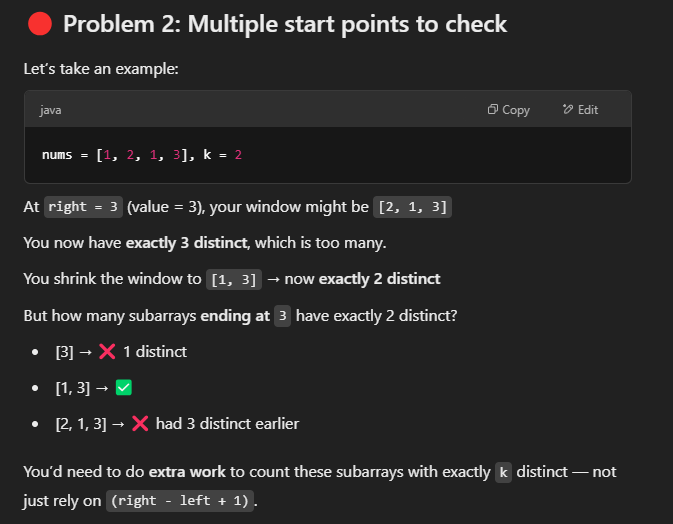 🔴 Problem 2: Multiple start points to check
Let’s take an example:
java Copy Edit
nums = [1, 2, 1, 3], k = 2
At right = 3 (value = 3), your window might be [2, 1, 3]
You now have exactly 3 distinct, which is too many.
You shrink the window to [1, 3] → now exactly 2 distinct
But how many subarrays ending at 3 have exactly 2 distinct?
• [3] → ❌ 1 distinct
• [1, 3] → ✅
• [2, 1, 3] → ❌ had 3 distinct earlier
You’d need to do extra work to count these subarrays with exactly k distinct — not
just rely on (right - left + 1).